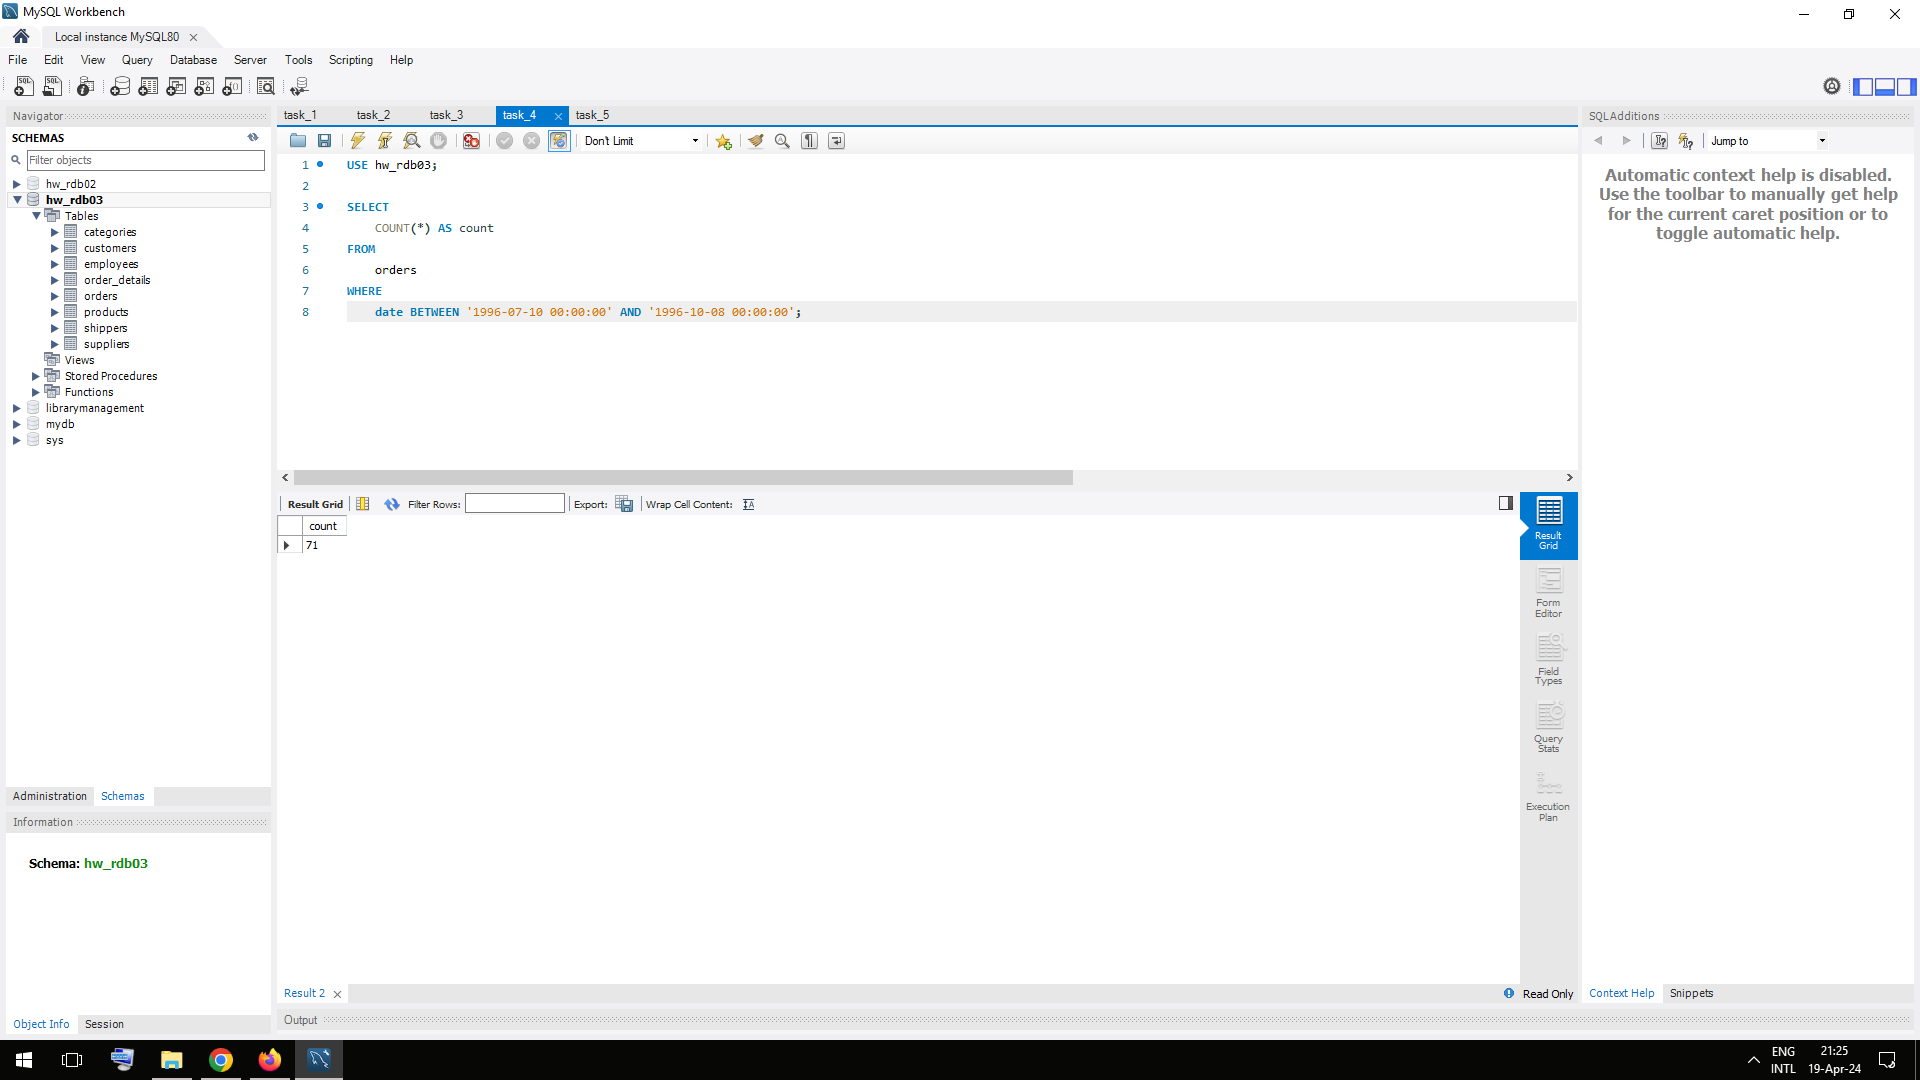 MySQL Workbench
Local instance MySQL80
File Edit View Query Database Server Tools Scripting Help
Navigator
SCHEMAS
Filter objects
hw_rdb02
hw_rdb03
Tables
categories
customers
employees
order_details
orders
products
shippers
suppliers
Views
Stored Procedures
Functions
librarymanagement
mydb
sys
Administration Schemas
Information
Schema: hw_rdb03
Object Info Session
task_1 task_2 task_3 task_4 task_5
Don't Limit
1 USE hw_rdb03;
2
3 SELECT
4 COUNT(*) AS count
5 FROM
6 orders
7 WHERE
8 date BETWEEN '1996-07-10 00:00:00' AND '1996-10-08 00:00:00';
Result Grid Filter Rows: Export: Wrap Cell Content:
count
71
Result
Grid
Form
Editor
Field
Types
Query
Stats
Execution
Plan
Result 2
Read Only
Output
SQLAdditions
Jump to
Automatic context help is disabled.
Use the toolbar to manually get help
for the current caret position or to
toggle automatic help.
Context Help Snippets
ENG
INTL
21:25
19-Apr-24